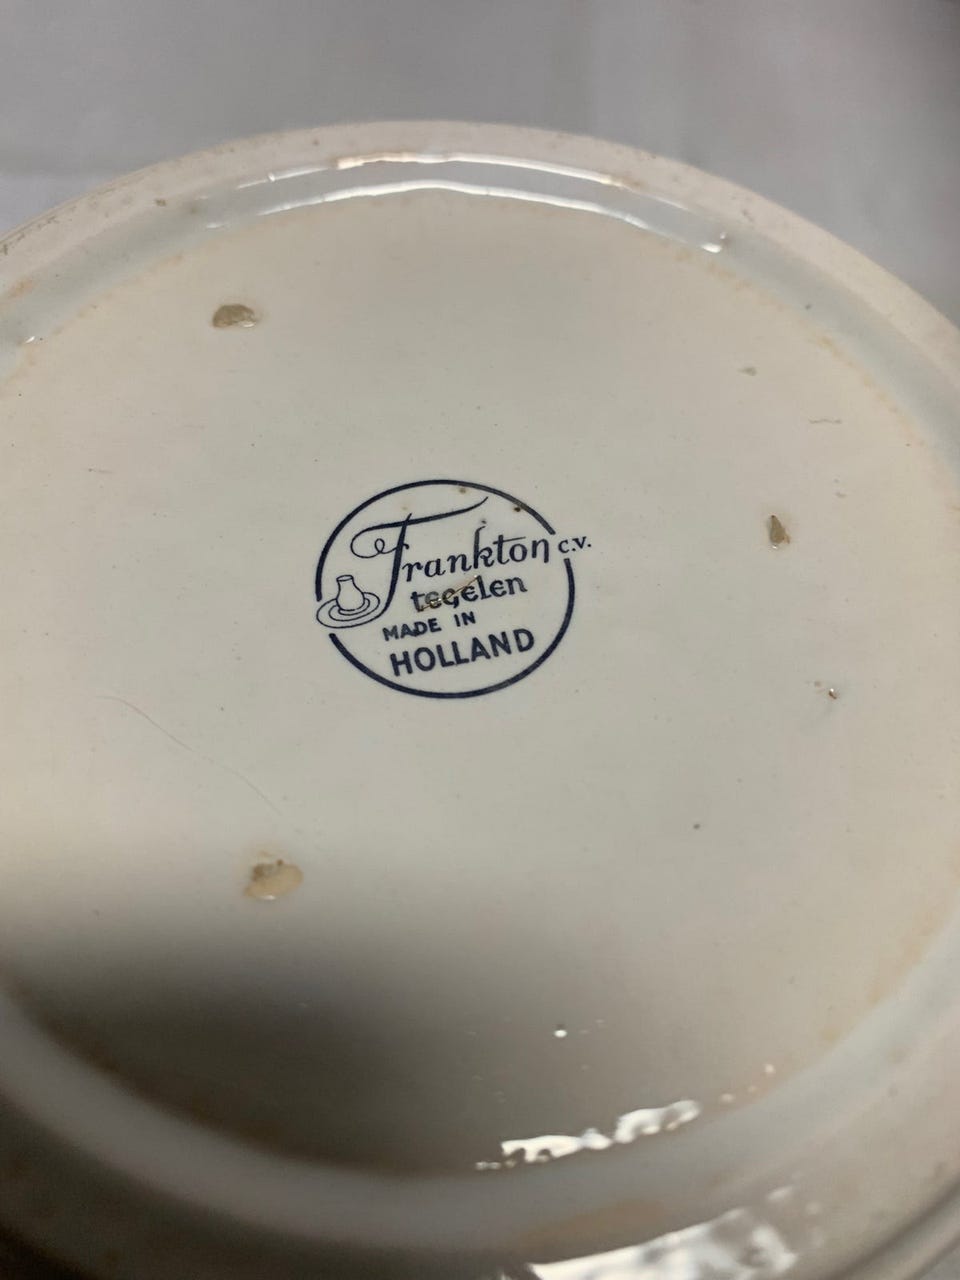 Frankton c.v.
tegelen
MADE IN
HOLLAND